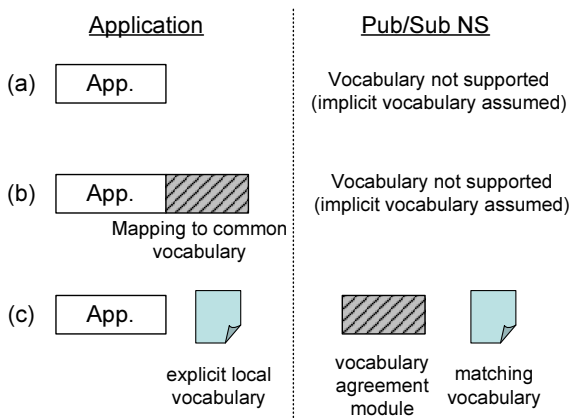 Application Pub/Sub NS
(a) App. Vocabulary not supported
(implicit vocabulary assumed)
(b) App. Vocabulary not supported
(implicit vocabulary assumed)
Mapping to common
vocabulary
(c) App.
explicit local
vocabulary
vocabulary
agreement
module
matching
vocabulary